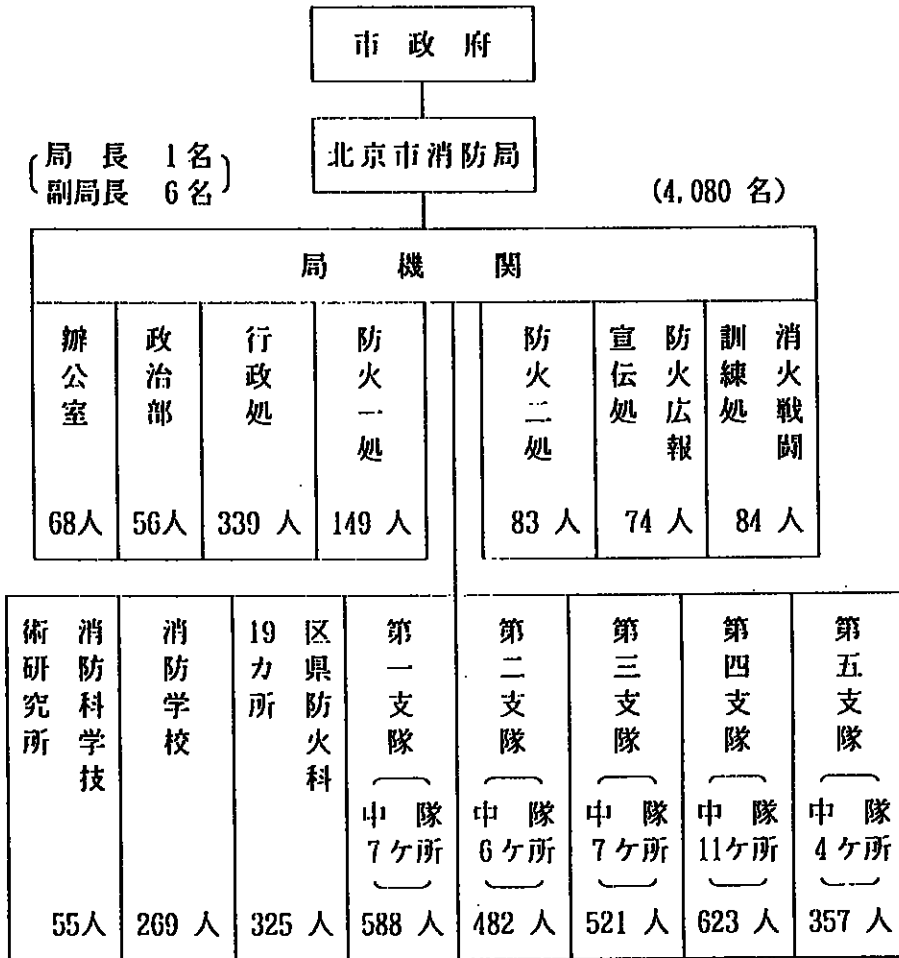 市政府
北京市消防局
局長 1名
副局長 6名
(4,080 名)
局機関
辦公室
68人
政治部
56人
行政処
339 人
防火一処
149 人
防火二処
83 人
防火広報
宣伝処
74 人
消火戦闘
訓練処
84 人
消防科学技
術研究所
55人
消防学校
269 人
区県防火科
19カ所
325 人
第一支隊
中隊
7ケ所
588 人
第二支隊
中隊
6ケ所
482 人
第三支隊
中隊
7ケ所
521 人
第四支隊
中隊
11ケ所
623 人
第五支隊
中隊
4ケ所
357 人